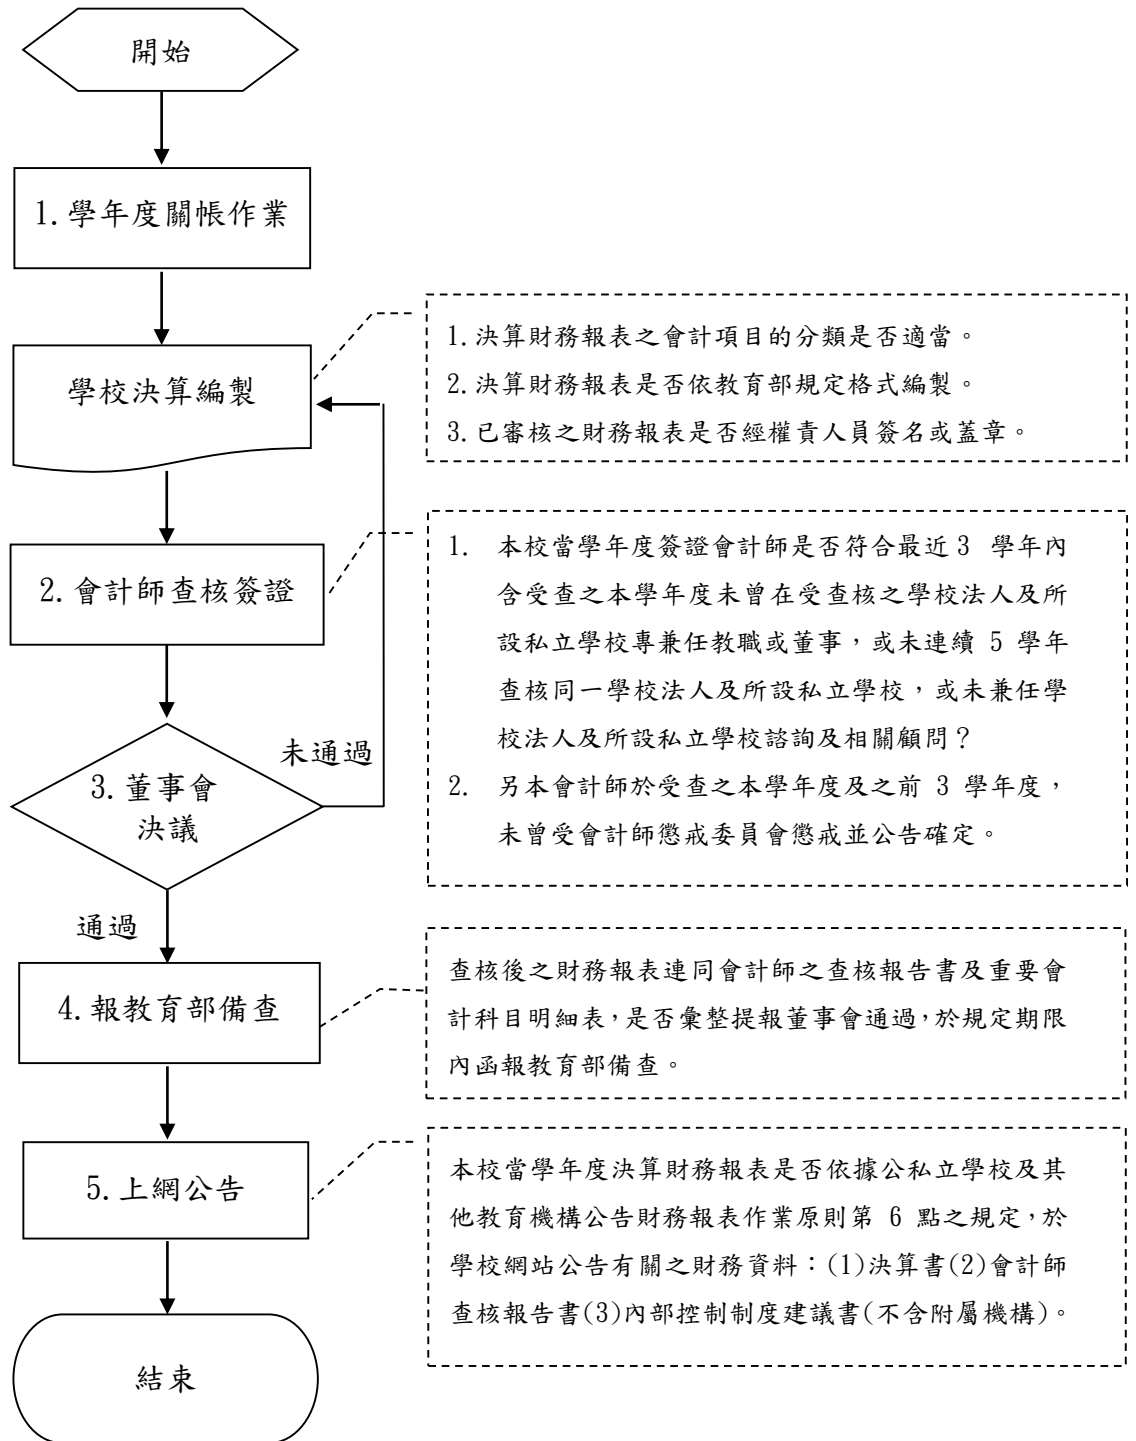 開始
1.學年度關帳作業
學校決算編製
1.決算財務報表之會計項目的分類是否適當。
2.決算財務報表是否依教育部規定格式編製。
3.已審核之財務報表是否經權責人員簽名或蓋章。
2.會計師查核簽證
1. 本校當學年度簽證會計師是否符合最近 3 學年內
含受查之本學年度未曾在受查核之學校法人及所
設私立學校專兼任教職或董事，或未連續 5 學年
查核同一學校法人及所設私立學校，或未兼任學
校法人及所設私立學校諮詢及相關顧問？
2. 另本會計師於受查之本學年度及之前 3 學年度，
未曾受會計師懲戒委員會懲戒並公告確定。
3.董事會
決議
未通過
通過
4.報教育部備查
查核後之財務報表連同會計師之查核報告書及重要會
計科目明細表，是否彙整提報董事會通過，於規定期限
內函報教育部備查。
5.上網公告
本校當學年度決算財務報表是否依據公私立學校及其
他教育機構公告財務報表作業原則第 6 點之規定，於
學校網站公告有關之財務資料：(1)決算書(2)會計師
查核報告書(3)內部控制制度建議書(不含附屬機構)。
結束